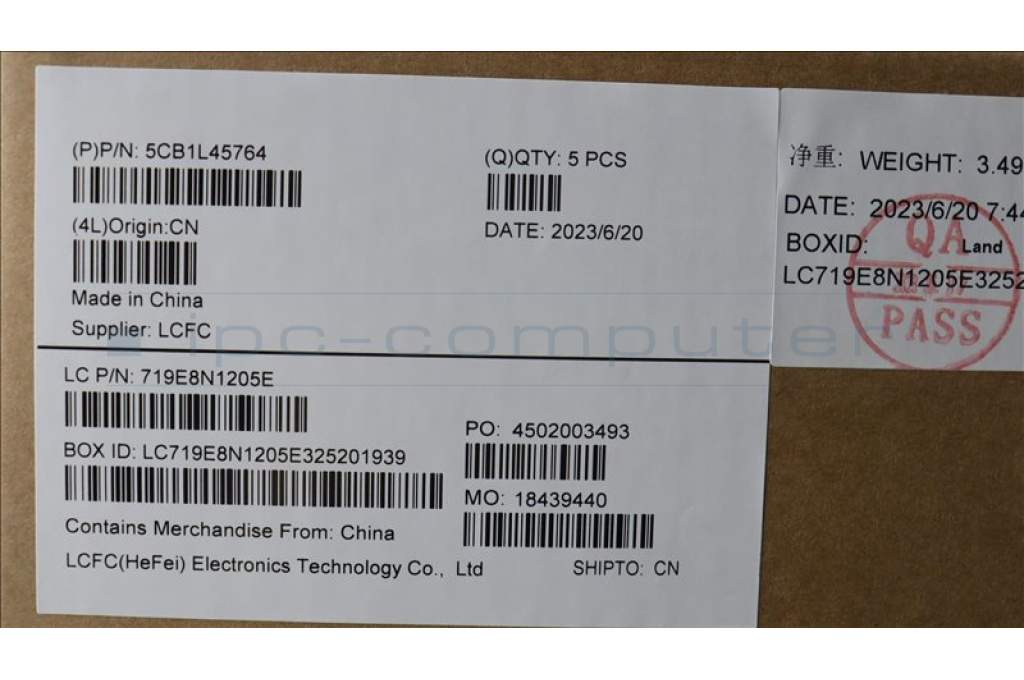 (P)P/N: 5CB1L45764
(4L)Origin:CN
Made in China
Supplier: LCFC
(Q)QTY: 5 PCS
DATE: 2023/6/20
LC P/N: 719E8N1205E
BOX ID: LC719E8N1205E325201939
Contains Merchandise From: China
LCFC(HeFei) Electronics Technology Co., Ltd
PO: 4502003493
MO: 18439440
SHIPTO: CN
净重: WEIGHT: 3.49
DATE: 2023/6/20 7:44
BOXID: Land
LC719E8N1205E3252
QA
PASS
ipc-computer